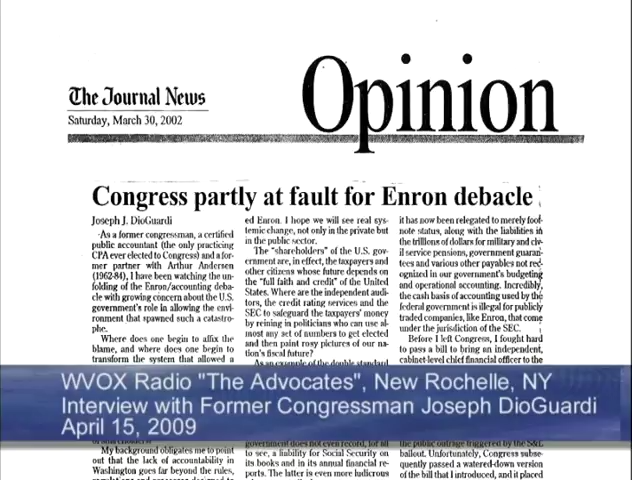 The Journal News
Saturday, March 30, 2002
Opinion
Congress partly at fault for Enron debacle
Joseph J. DioGuardi
As a former congressman, a certified
public accountant (the only practicing
CPA ever elected to Congress) and a for-
mer partner with Arthur Andersen
(1962-84), I have been watching the un-
folding of the Enron/accounting deba-
cle with growing concern about the U.S.
government's role in allowing the envi-
ronment that spawned such a catastro-
phe.
Where does one begin to affix the
blame, and where does one begin to
transform the system that allowed a
My background obligates me to point
out that the lack of accountability in
Washington goes far beyond the rules,
ed Enron. I hope we will see real sys-
temic change, not only in the private but
in the public sector.
The "shareholders" of the U.S. gov-
ernment are, in effect, the taxpayers and
other citizens whose future depends on
the "full faith and credit" of the United
States. Where are the independent audi-
tors, the credit rating services and the
SEC to safeguard the taxpayers' money
by reining in politicians who can use al-
most any set of numbers to get elected
and then paint rosy pictures of our na-
tion's fiscal future?
As an example of the double standard
government does not even record, for all
to see, a liability for Social Security on
its books and in its annual financial re-
ports. The latter is even more ludicrous
it has now been relegated to merely foot-
note status, along with the liabilities in
the trillions of dollars for military and civ-
il service pensions, government guaran-
tees and various other payables not rec-
ognized in our government's budgeting
and operational accounting. Incredibly,
the cash basis of accounting used by the
federal government is illegal for publicly
traded companies, like Enron, that come
under the jurisdiction of the SEC.
Before I left Congress, I fought hard
to pass a bill to bring an independent,
cabinet-level chief financial officer to the
the public outrage triggered by the S&L
bailout. Unfortunately, Congress subse-
quently passed a watered-down version
of the bill that I introduced, and it placed
WVOX Radio "The Advocates", New Rochelle, NY
Interview with Former Congressman Joseph DioGuardi
April 15, 2009